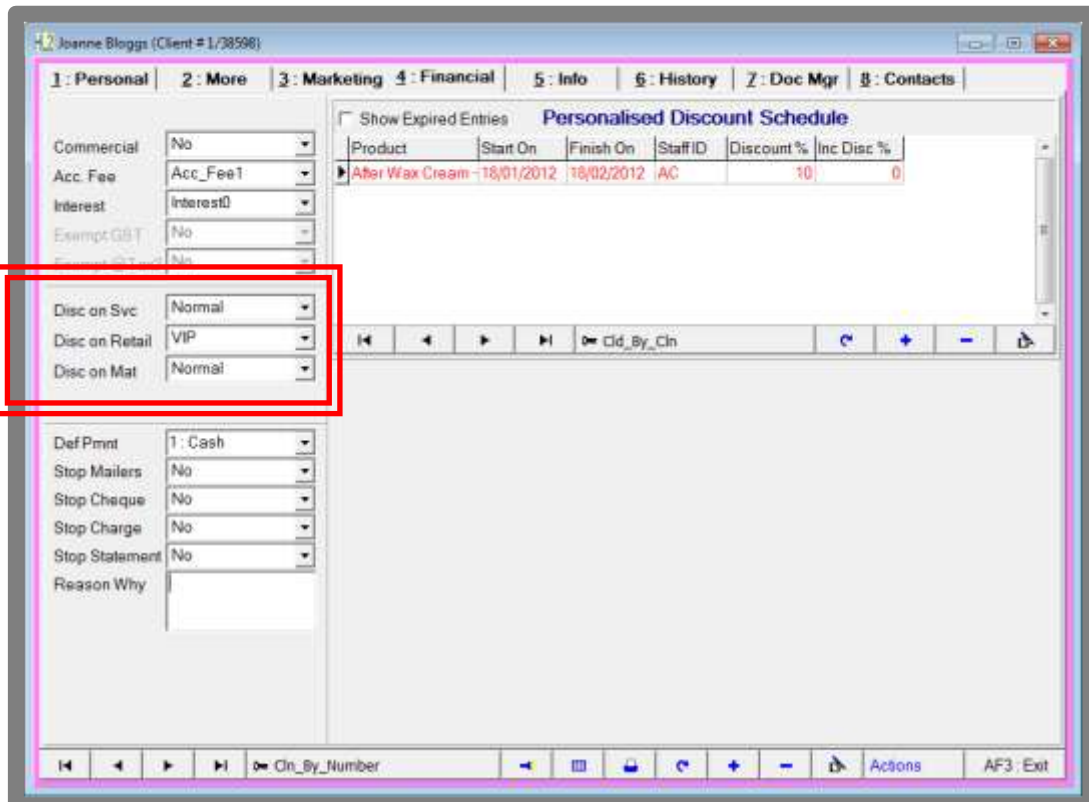 Joanne Bloggs (Client # 1/38598)
1 : Personal 2 : More 3 : Marketing 4 : Financial 5 : Info 6 : History 7 : Doc Mgr 8 : Contacts
Show Expired Entries Personalised Discount Schedule
Commercial No
Product Start On Finish On Staff ID Discount % Inc Disc %
Acc. Fee Acc_Fee1
After Wax Cream - 18/01/2012 18/02/2012 AC 10 0
Interest Interest0
Exempt GST No
No
Disc on Svc Normal
Disc on Retail VIP
Cld_By_Cln
Disc on Mat Normal
Def Pmnt 1 : Cash
Stop Mailers No
Stop Cheque No
Stop Charge No
Stop Statement No
Reason Why
Cln_By_Number Actions AF3 : Exit